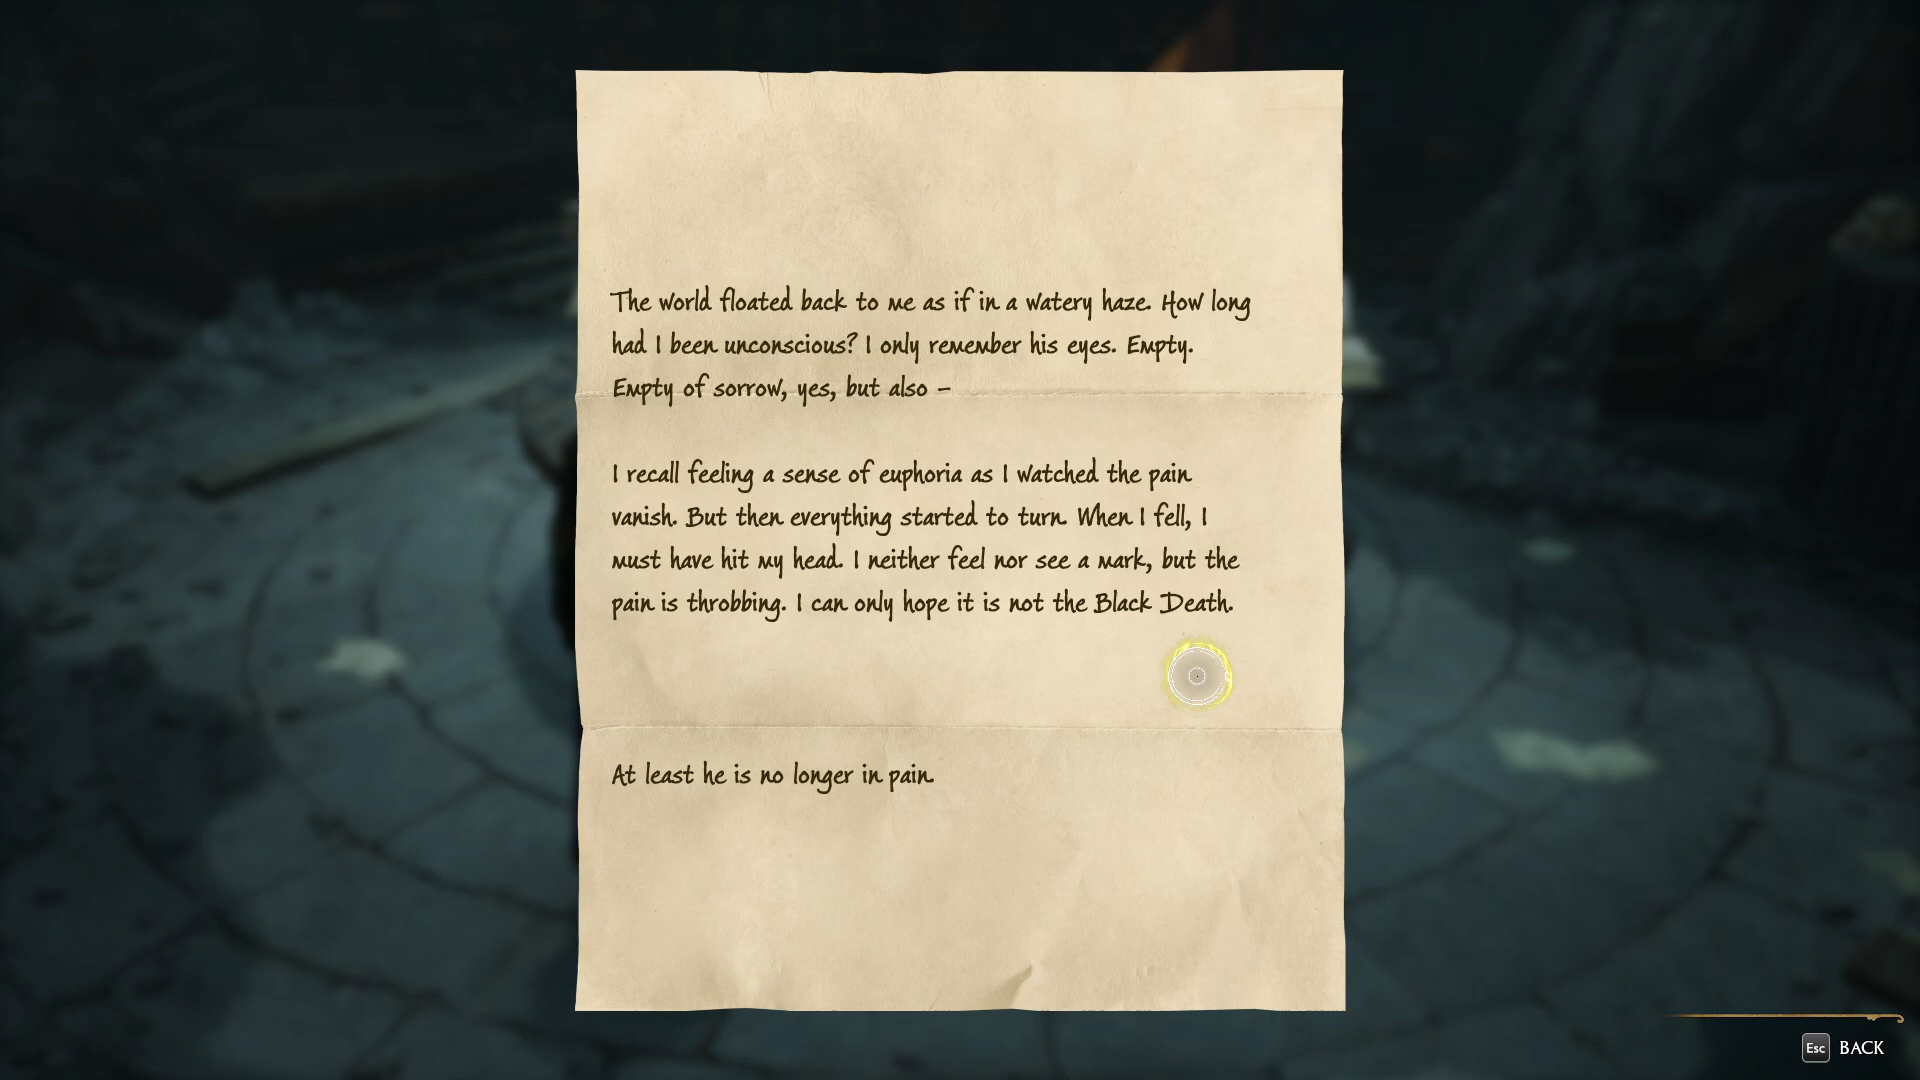 The world floated back to me as if in a watery haze. How long
had I been unconscious? I only remember his eyes. Empty.
Empty of sorrow, yes, but also –
I recall feeling a sense of euphoria as I watched the pain
vanish. But then everything started to turn. When I fell, I
must have hit my head. I neither feel nor see a mark, but the
pain is throbbing. I can only hope it is not the Black Death.
At least he is no longer in pain.
Esc BACK